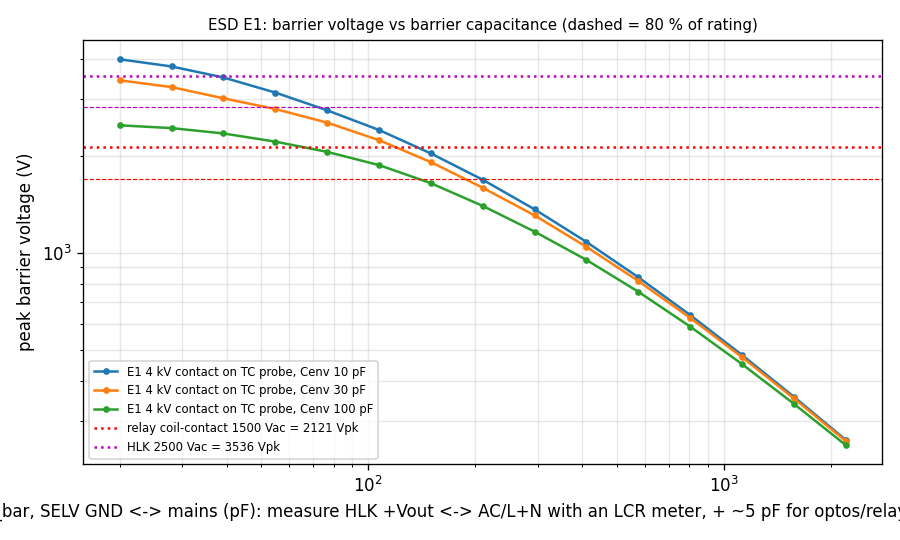 ESD E1: barrier voltage vs barrier capacitance (dashed = 80 % of rating)
peak barrier voltage (V)
10³
E1 4 kV contact on TC probe, Cenv 10 pF
E1 4 kV contact on TC probe, Cenv 30 pF
E1 4 kV contact on TC probe, Cenv 100 pF
relay coil-contact 1500 Vac = 2121 Vpk
HLK 2500 Vac = 3536 Vpk
10² 10³
_bar, SELV GND <-> mains (pF): measure HLK +Vout <-> AC/L+N with an LCR meter, + ~5 pF for optos/relay